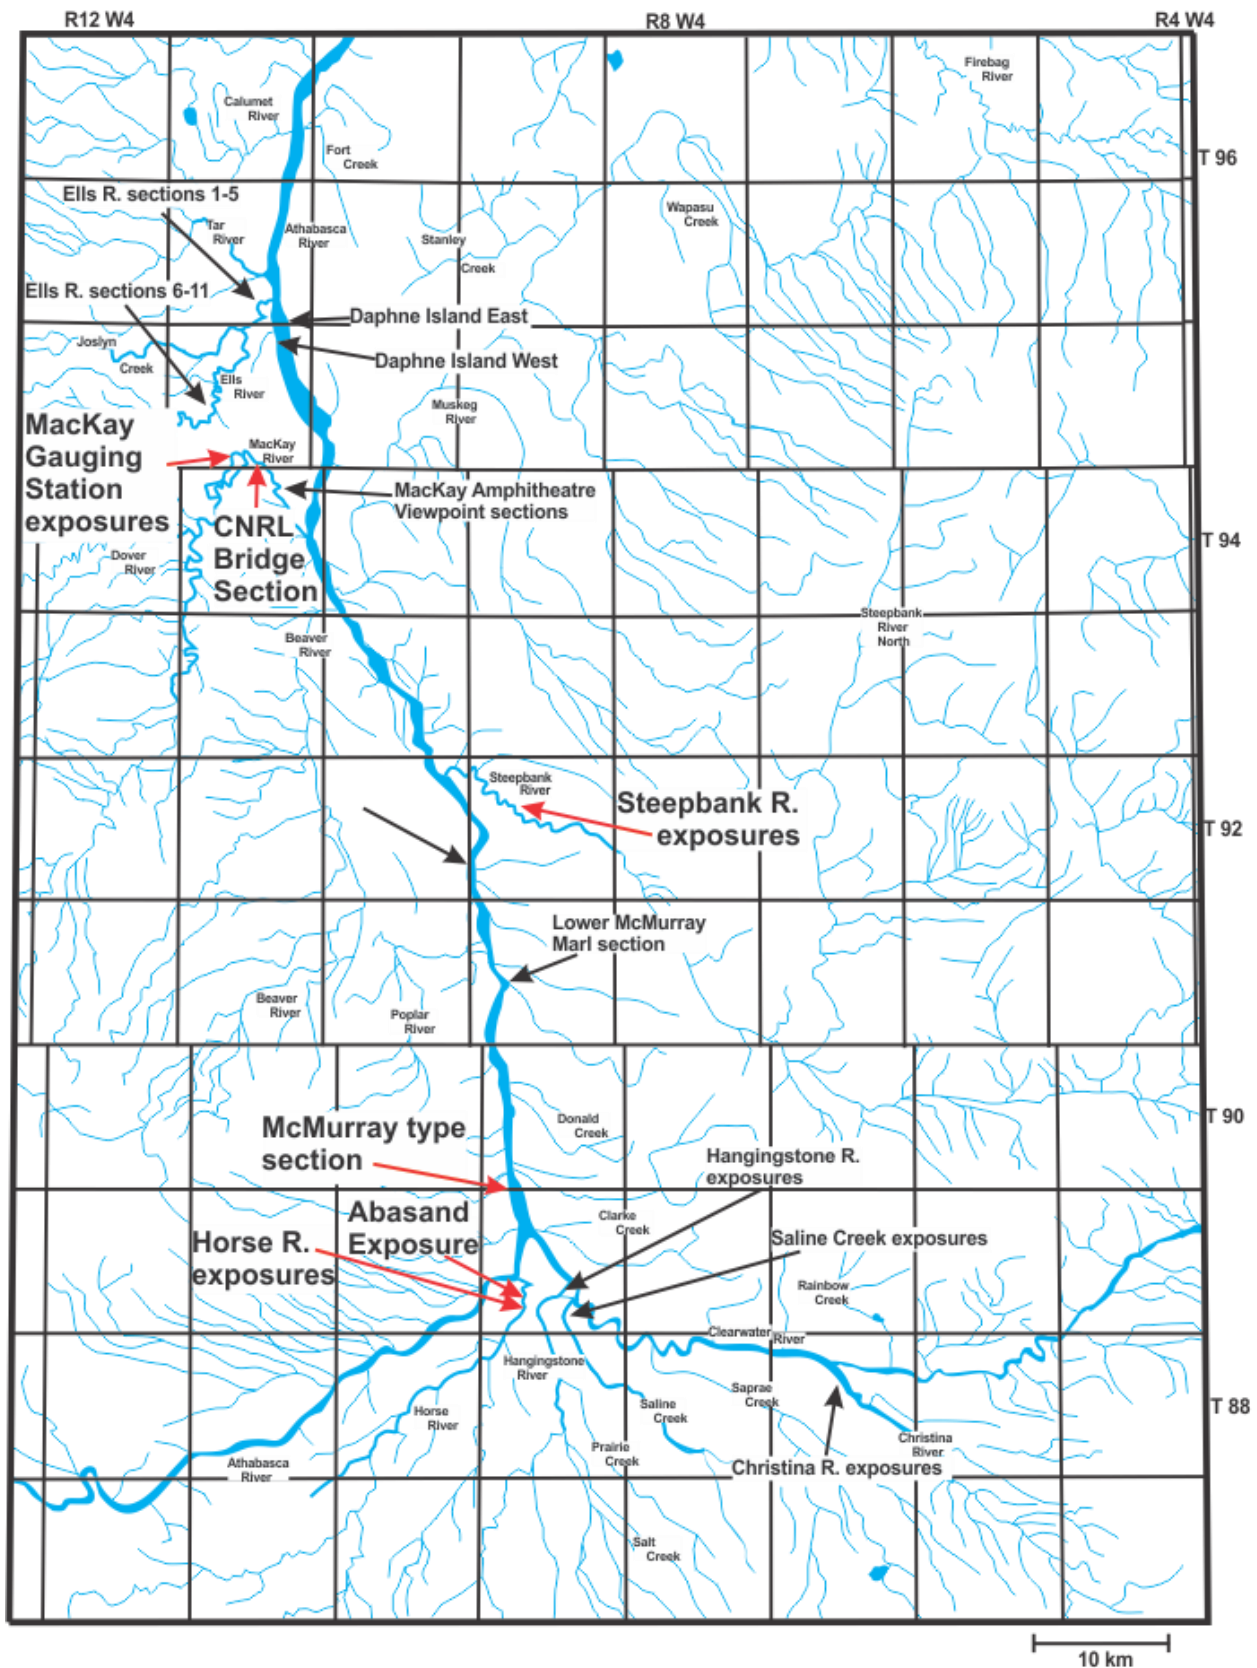 R12 W4
R8 W4
R4 W4
Firebag
River
Calumet
River
Fort
Creek
T 96
Ells R. sections 1-5
Wapasu
Creek
Tar
River
Athabasca
River
Stanley
Creek
Ells R. sections 6-11
Daphne Island East
Joslyn
Creek
Daphne Island West
Ells
River
Muskeg
River
MacKay
Gauging
Station
exposures
MacKay
River
MacKay Amphitheatre
Viewpoint sections
CNRL
Bridge
Section
T 94
Dover
River
Steepbank
River
North
Beaver
River
Steepbank
River
Steepbank R.
exposures
T 92
Lower McMurray
Marl section
Beaver
River
Poplar
River
McMurray type
section
Donald
Creek
T 90
Hangingstone R.
exposures
Abasand
Exposure
Clarke
Creek
Horse R.
exposures
Saline Creek exposures
Rainbow
Creek
Clearwater
River
Hangingstone
River
Saprae
Creek
Saline
Creek
T 88
Horse
River
Christina
River
Prairie
Creek
Athabasca
River
Christina R. exposures
Salt
Creek
10 km